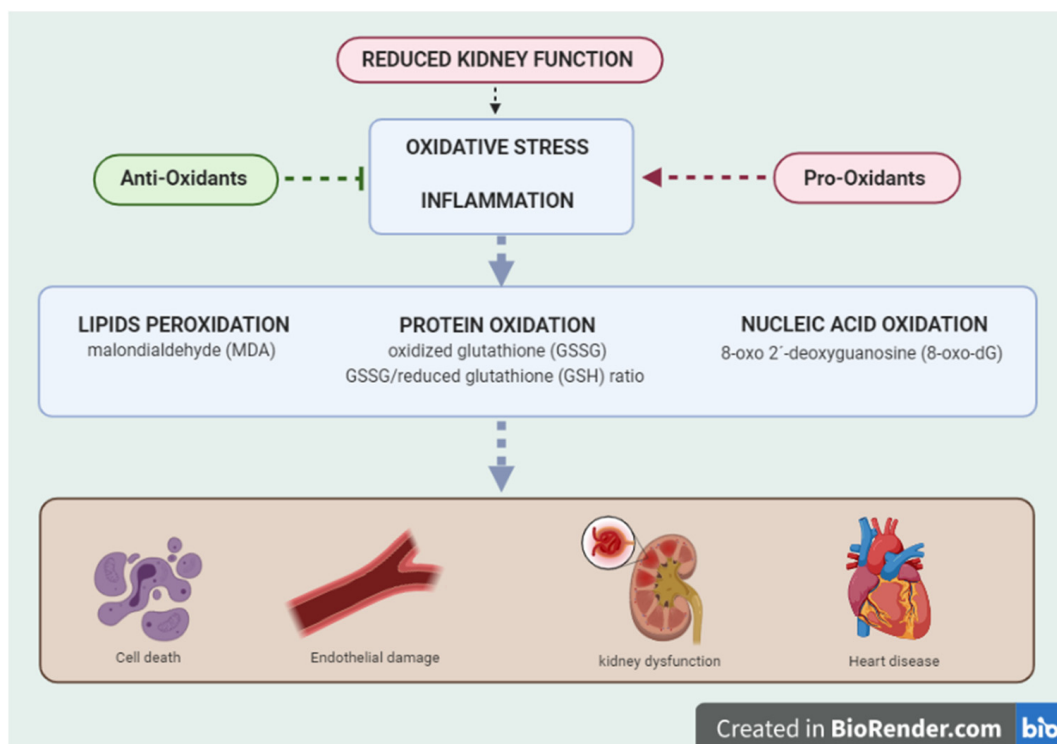 REDUCED KIDNEY FUNCTION
OXIDATIVE STRESS
INFLAMMATION
Anti-Oxidants
Pro-Oxidants
LIPIDS PEROXIDATION
malondialdehyde (MDA)
PROTEIN OXIDATION
oxidized glutathione (GSSG)
GSSG/reduced glutathione (GSH) ratio
NUCLEIC ACID OXIDATION
8-oxo 2´-deoxyguanosine (8-oxo-dG)
Cell death
Endothelial damage
kidney dysfunction
Heart disease
Created in BioRender.com
bio